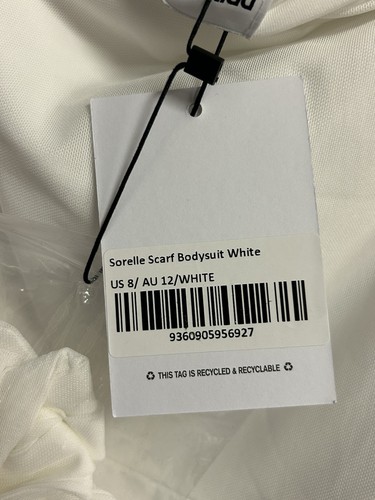 Sorelle Scarf Bodysuit White
US 8/ AU 12/WHITE
9360905956927
♻ THIS TAG IS RECYCLED & RECYCLABLE ♻